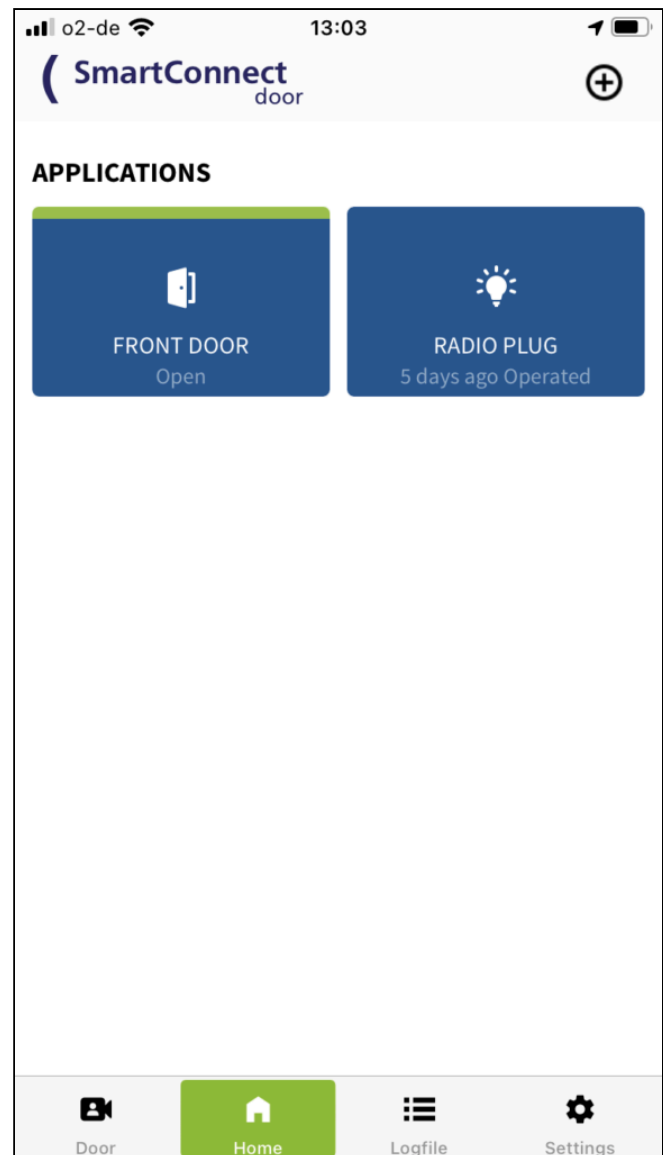 o2-de 13:03
SmartConnect
door
APPLICATIONS
FRONT DOOR
Open
RADIO PLUG
5 days ago Operated
Door Home Logfile Settings